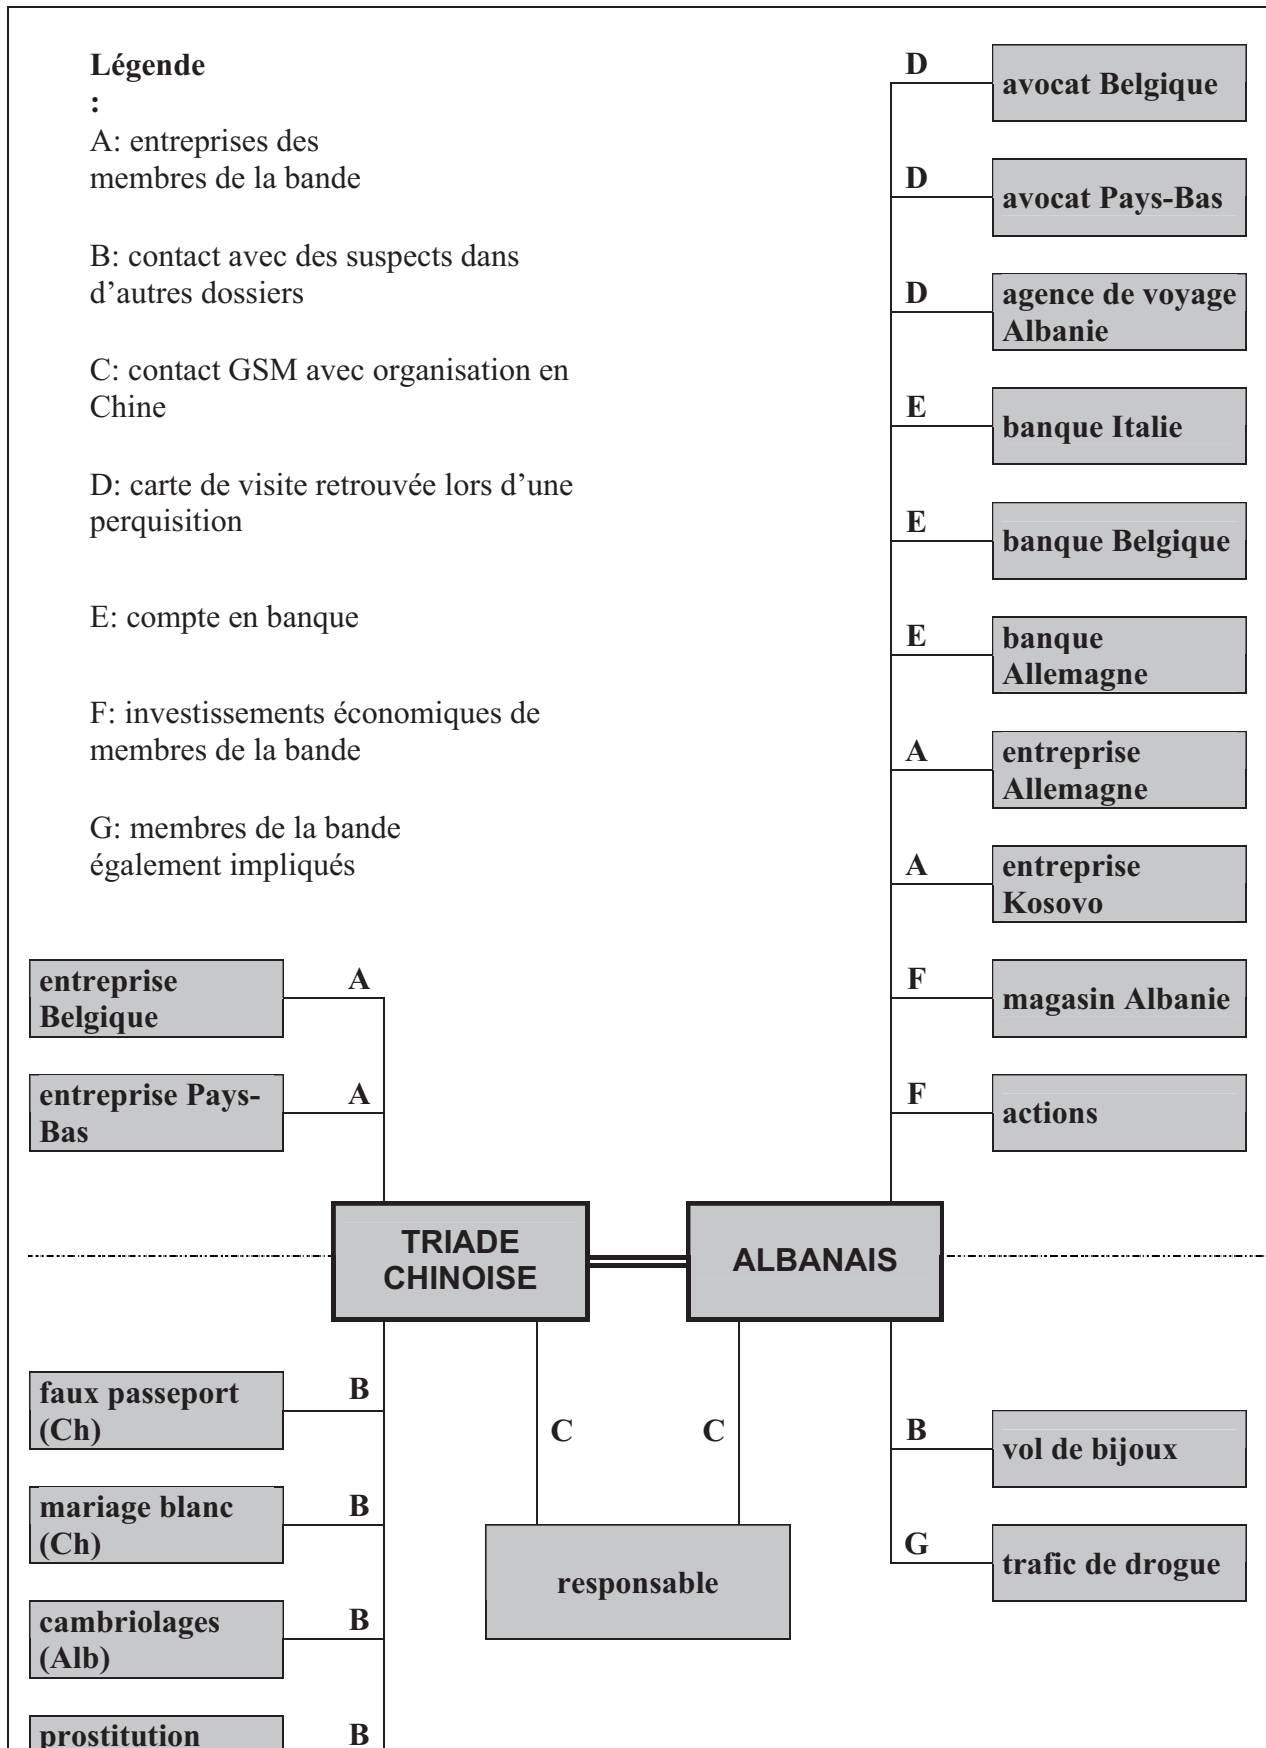 Légende
:
A: entreprises des
membres de la bande
B: contact avec des suspects dans
d’autres dossiers
C: contact GSM avec organisation en
Chine
D: carte de visite retrouvée lors d’une
perquisition
E: compte en banque
F: investissements économiques de
membres de la bande
G: membres de la bande
également impliqués
D
avocat Belgique
D
avocat Pays-Bas
D
agence de voyage
Albanie
E
banque Italie
E
banque Belgique
E
banque
Allemagne
A
entreprise
Allemagne
A
entreprise
Kosovo
F
magasin Albanie
F
actions
entreprise
Belgique
A
entreprise Pays-
Bas
A
TRIADE
CHINOISE
ALBANAIS
faux passeport
(Ch)
B
mariage blanc
(Ch)
B
cambriolages
(Alb)
B
prostitution
B
C
C
responsable
B
vol de bijoux
G
trafic de drogue